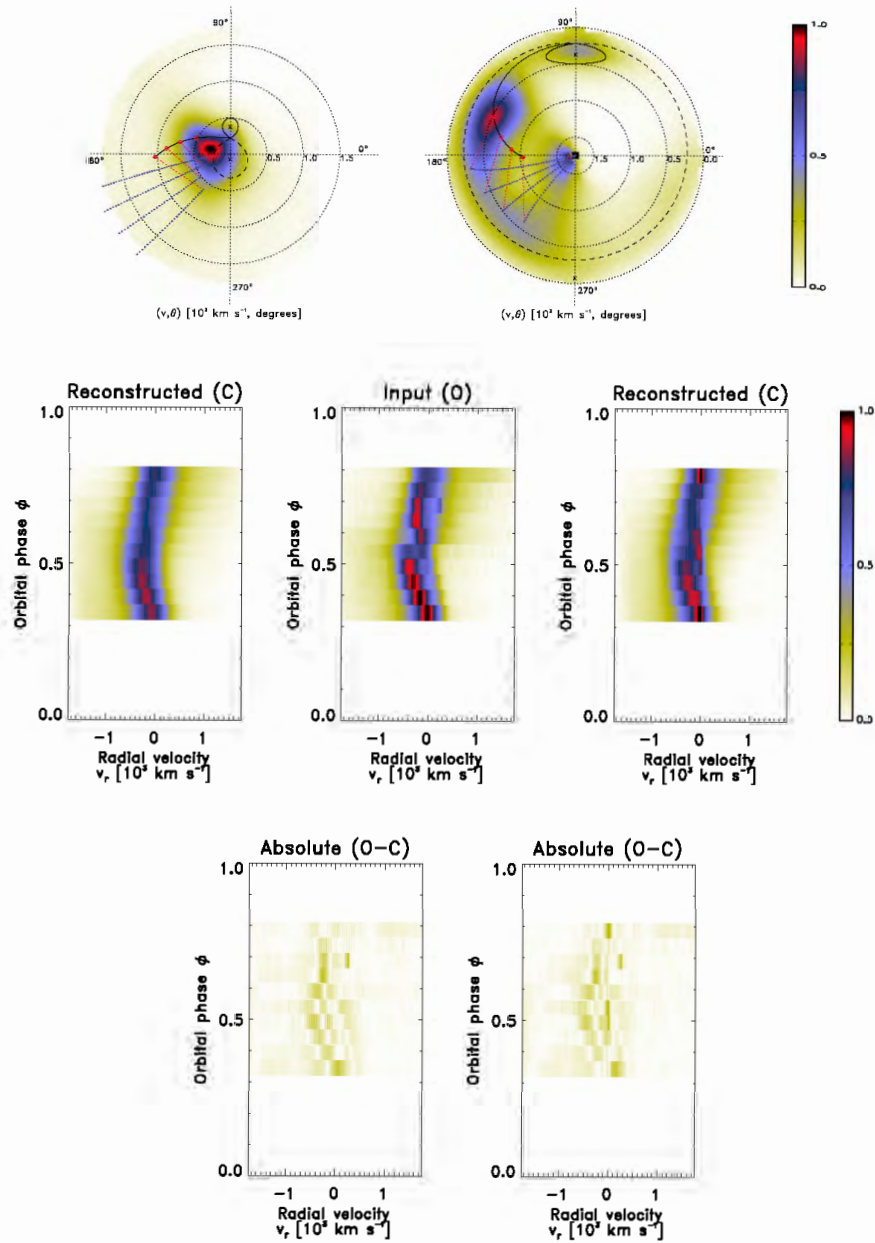 90°
0°
180°
270°
0.5
1.0
1.5
(v,θ) [10³ km s⁻¹, degrees]
90°
0°
180°
270°
1.5
1.0
0.5
0.0
(v,θ) [10³ km s⁻¹, degrees]
1.0
0.5
0.0
Reconstructed (C)
1.0
0.5
0.0
Orbital phase ϕ
−1 0 1
Radial velocity
v_r [10³ km s⁻¹]
Input (O)
1.0
0.5
0.0
Orbital phase ϕ
−1 0 1
Radial velocity
v_r [10³ km s⁻¹]
Reconstructed (C)
1.0
0.5
0.0
Orbital phase ϕ
−1 0 1
Radial velocity
v_r [10³ km s⁻¹]
1.0
0.5
0.0
Absolute (O−C)
1.0
0.5
0.0
Orbital phase ϕ
−1 0 1
Radial velocity
v_r [10³ km s⁻¹]
Absolute (O−C)
1.0
0.5
0.0
Orbital phase ϕ
−1 0 1
Radial velocity
v_r [10³ km s⁻¹]